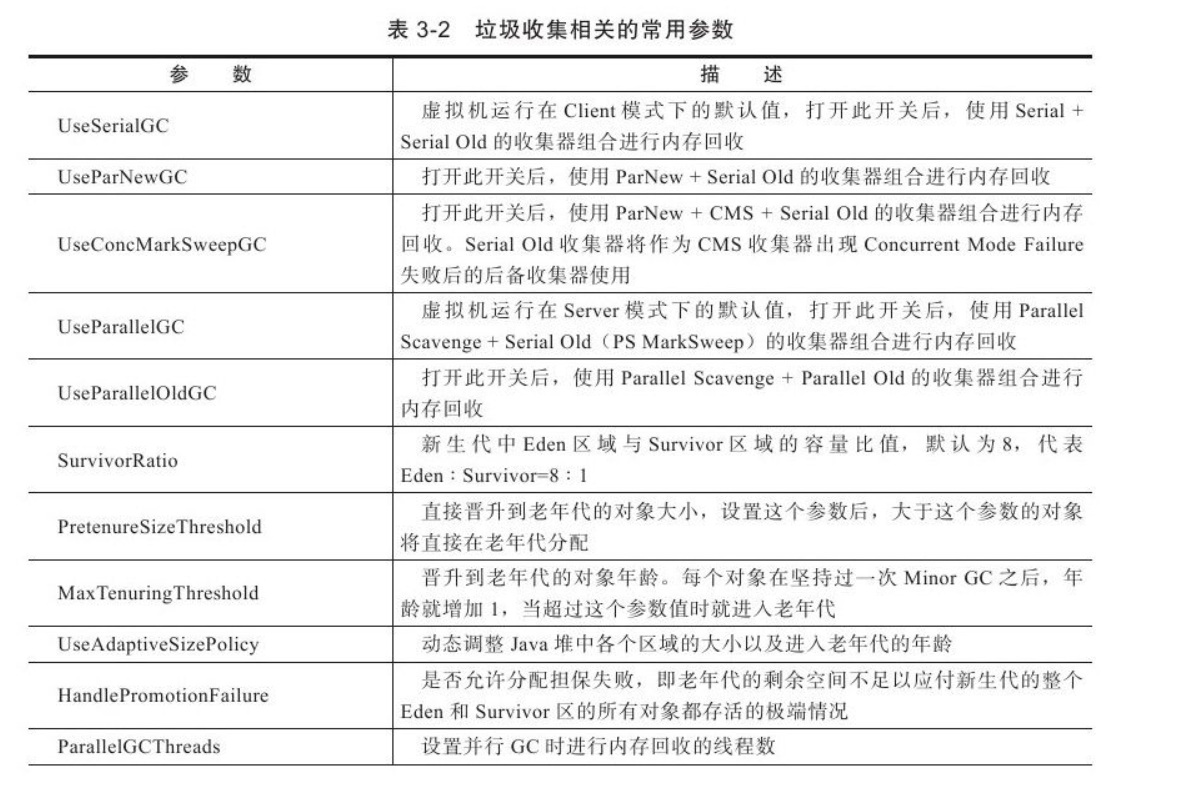 表 3-2 垃圾收集相关的常用参数
参 数 描 述
UseSerialGC
虚拟机运行在 Client 模式下的默认值，打开此开关后，使用 Serial +
Serial Old 的收集器组合进行内存回收
UseParNewGC
打开此开关后，使用 ParNew + Serial Old 的收集器组合进行内存回收
UseConcMarkSweepGC
打开此开关后，使用 ParNew + CMS + Serial Old 的收集器组合进行内存
回收。Serial Old 收集器将作为 CMS 收集器出现 Concurrent Mode Failure
失败后的后备收集器使用
UseParallelGC
虚拟机运行在 Server 模式下的默认值，打开此开关后，使用 Parallel
Scavenge + Serial Old（PS MarkSweep）的收集器组合进行内存回收
UseParallelOldGC
打开此开关后，使用 Parallel Scavenge + Parallel Old 的收集器组合进行
内存回收
SurvivorRatio
新生代中 Eden 区域与 Survivor 区域的容量比值，默认为 8，代表
Eden：Survivor=8：1
PretenureSizeThreshold
直接晋升到老年代的对象大小，设置这个参数后，大于这个参数的对象
将直接在老年代分配
MaxTenuringThreshold
晋升到老年代的对象年龄。每个对象在坚持过一次 Minor GC 之后，年
龄就增加 1，当超过这个参数值时就进入老年代
UseAdaptiveSizePolicy
动态调整 Java 堆中各个区域的大小以及进入老年代的年龄
HandlePromotionFailure
是否允许分配担保失败，即老年代的剩余空间不足以应付新生代的整个
Eden 和 Survivor 区的所有对象都存活的极端情况
ParallelGCThreads
设置并行 GC 时进行内存回收的线程数